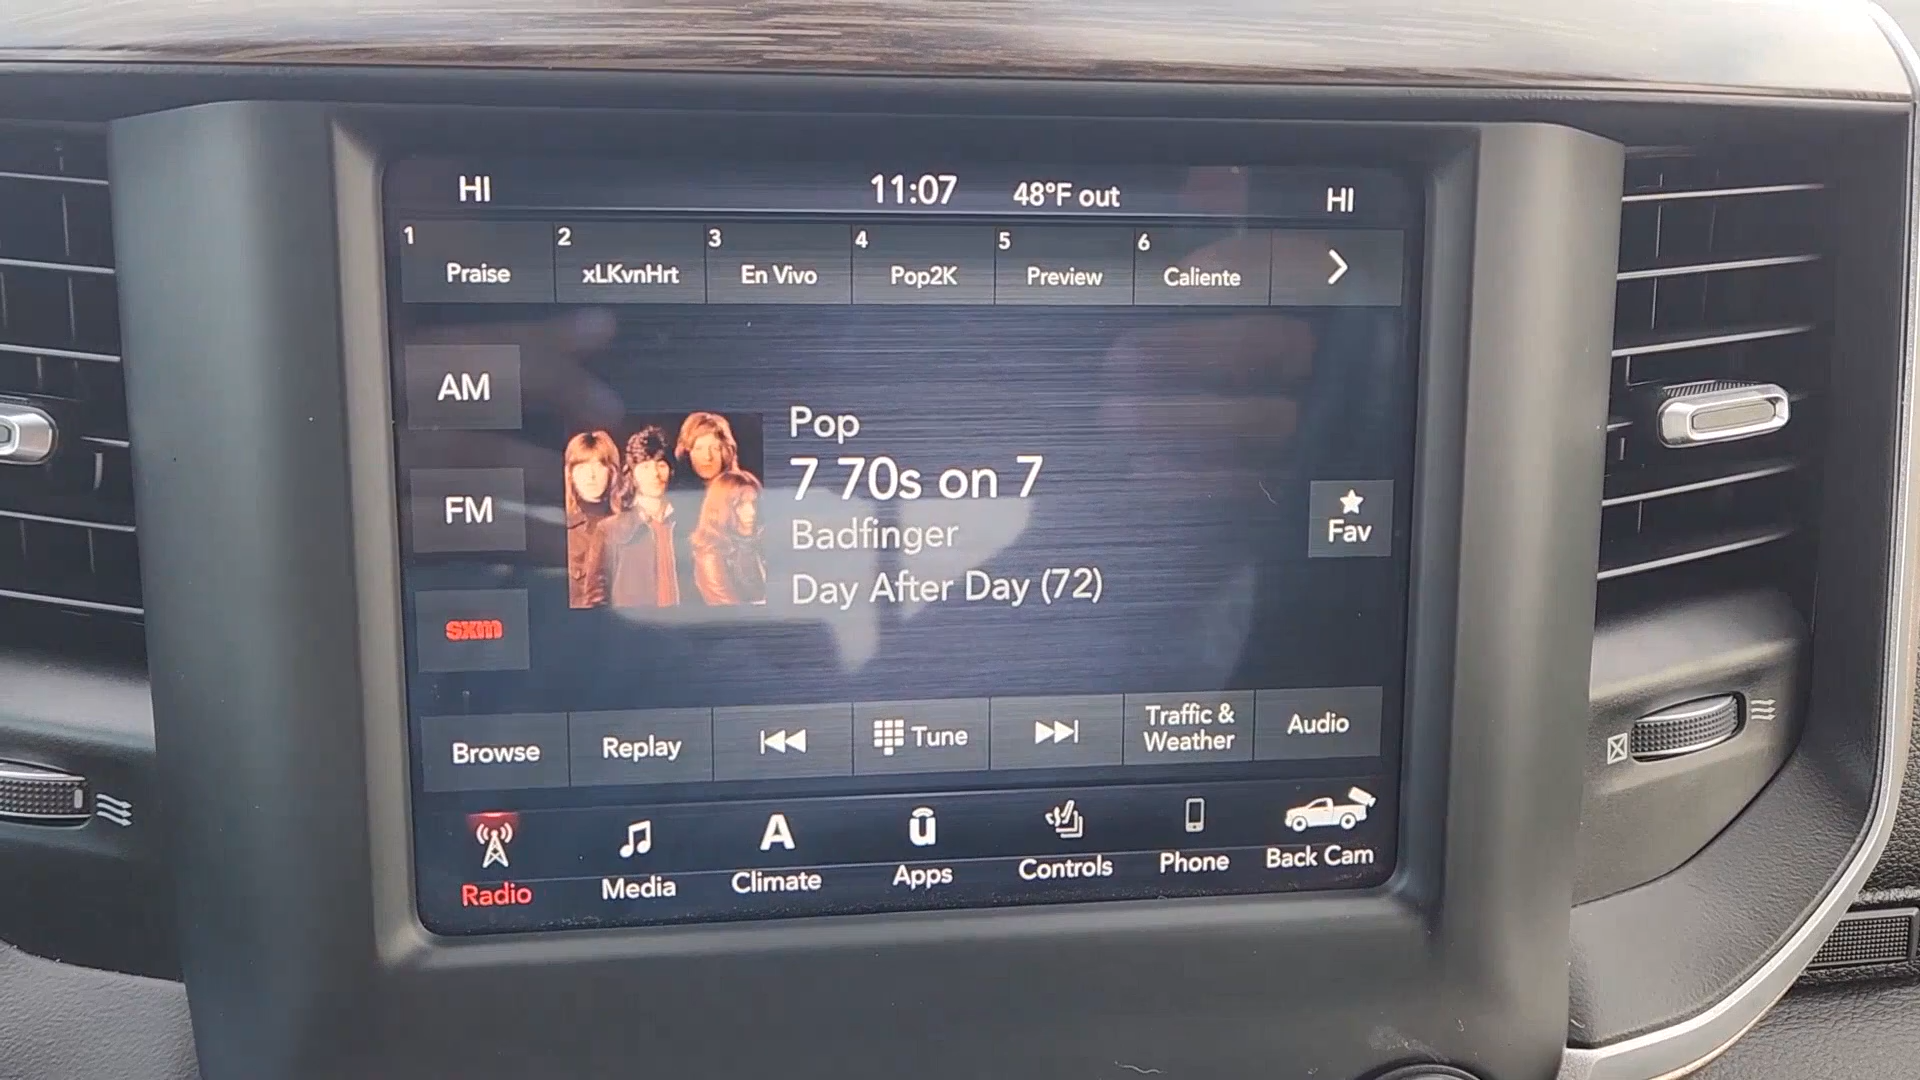 HI 11:07 48°F out HI
1 Praise 2 xLKvnHrt 3 En Vivo 4 Pop2K 5 Preview 6 Caliente
AM
FM
sxm
Pop
7 70s on 7
Badfinger
Day After Day (72)
Fav
Browse Replay Tune Traffic & Weather Audio
A
ū
Radio Media Climate Apps Controls Phone Back Cam